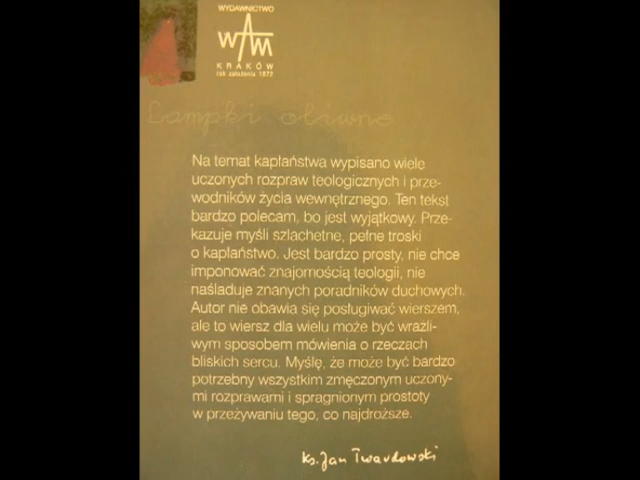 WYDAWNICTWO
WAM
KRAKÓW
rok założenia 1872
Lampki oliwne
Na temat kapłaństwa wypisano wiele
uczonych rozpraw teologicznych i prze-
wodników życia wewnętrznego. Ten tekst
bardzo polecam, bo jest wyjątkowy. Prze-
kazuje myśli szlachetne, pełne troski
o kapłaństwo. Jest bardzo prosty, nie chce
imponować znajomością teologii, nie
naśladuje znanych poradników duchowych.
Autor nie obawia się posługiwać wierszem,
ale to wiersz dla wielu może być wraźli-
wym sposobem mówienia o rzeczach
bliskich sercu. Myślę, że może być bardzo
potrzebny wszystkim zmęczonym uczony-
mi rozprawami i spragnionym prostoty
w przeżywaniu tego, co najdroższe.
ks. Jan Twardowski